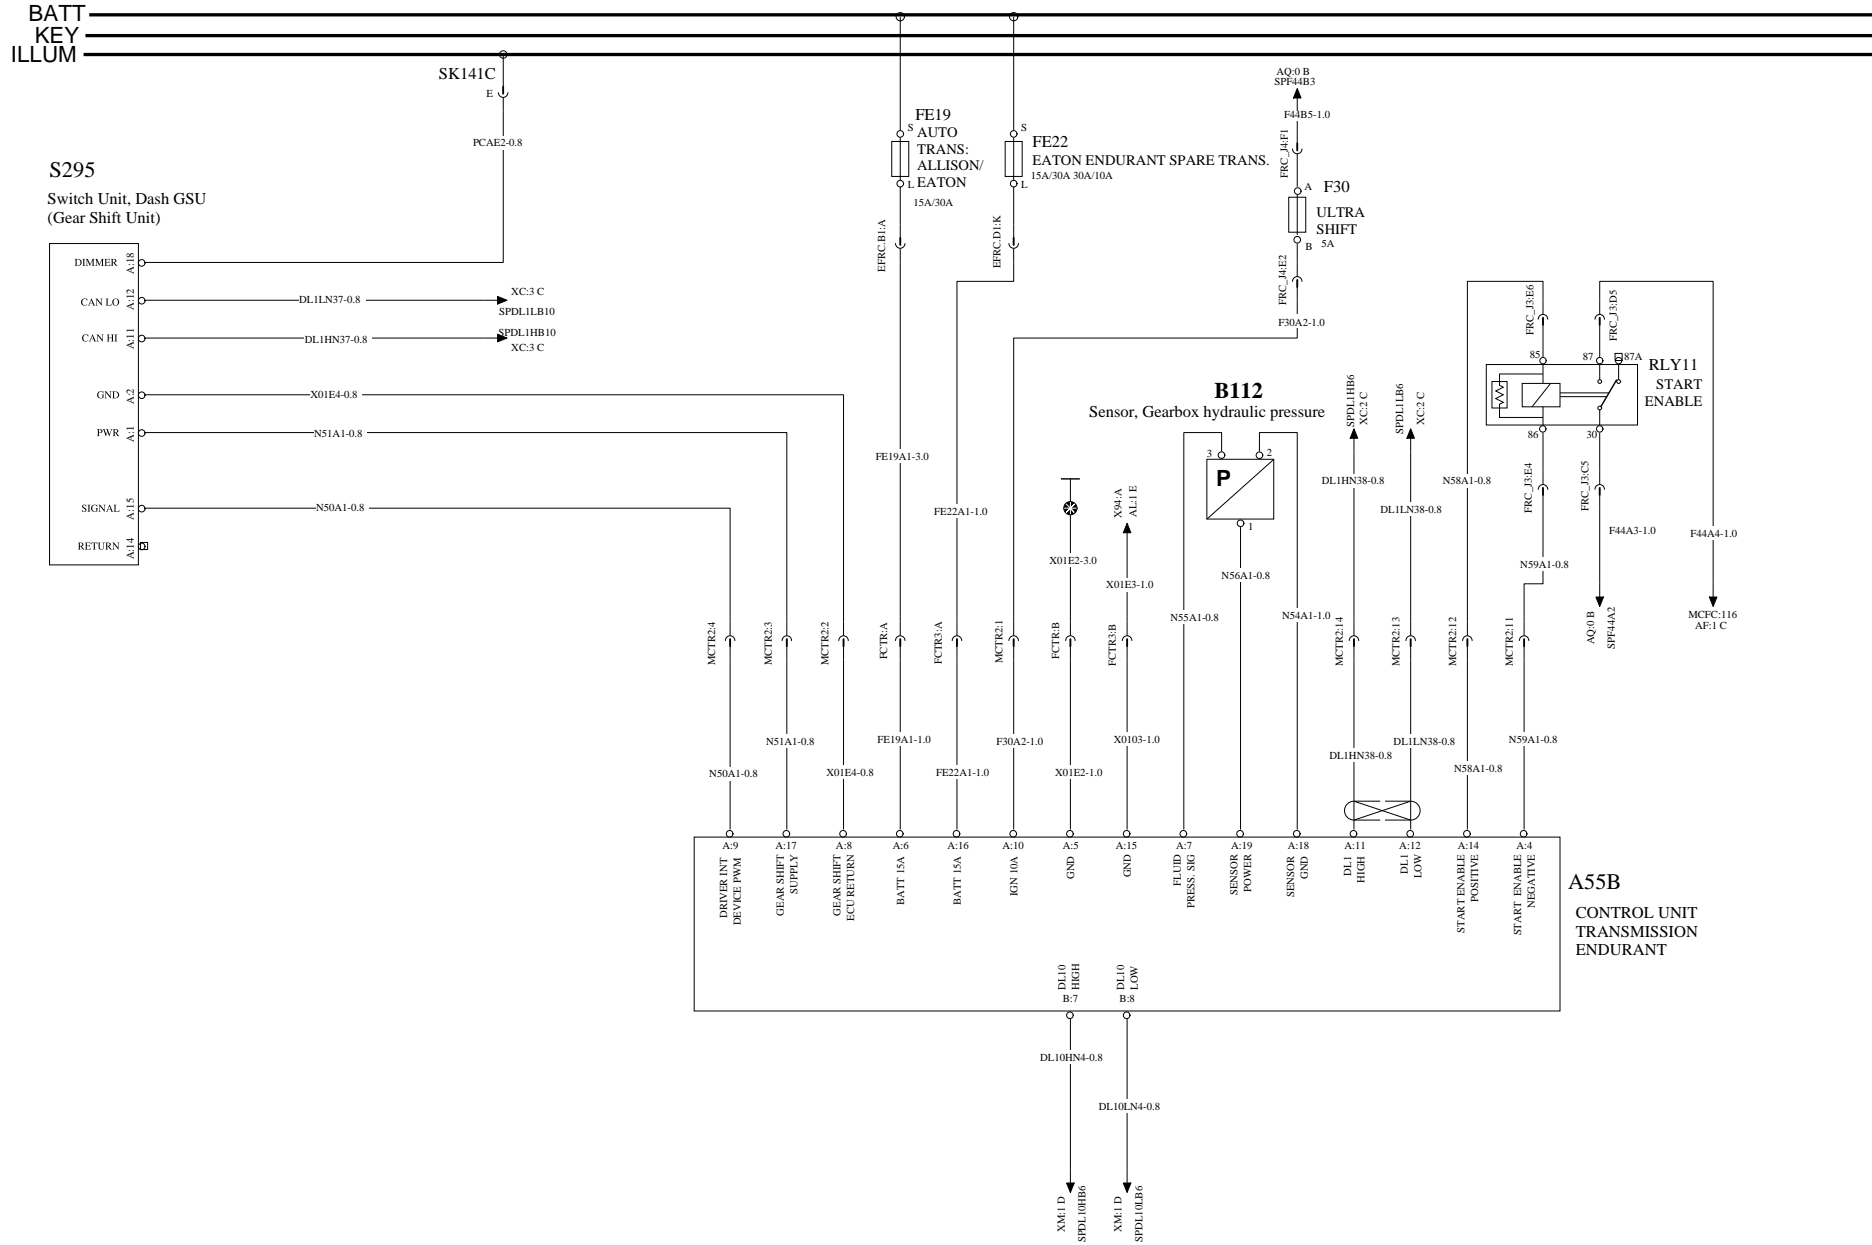 BATT
KEY
ILLUM
SK141C
E
PCAE2-0.8
S295
Switch Unit, Dash GSU
(Gear Shift Unit)
DIMMER
A:18
CAN LO
A:12
DL1LN37-0.8
XC:3 C
SPDL1LB10
CAN HI
A:11
DL1HN37-0.8
SPDL1HB10
XC:3 C
GND
A:2
X01E4-0.8
PWR
A:1
N51A1-0.8
SIGNAL
A:15
N50A1-0.8
RETURN
A:14
S
FE19
AUTO
TRANS:
ALLISON/
EATON
L
15A/30A
EFRC.B1:A
S
FE22
EATON ENDURANT SPARE TRANS.
15A/30A 30A/10A
L
EFRC.D1:K
AQ:0 B
SPF44B3
F44B5-1.0
FRC_J4:F1
A
F30
ULTRA
SHIFT
B
5A
FRC_J4:E2
F30A2-1.0
FE19A1-3.0
FE22A1-1.0
B112
Sensor, Gearbox hydraulic pressure
3
2
P
1
X01E2-3.0
X94:A
AL:1 E
X01E3-1.0
N55A1-0.8
N56A1-0.8
N54A1-1.0
SPDL1HB6
XC:2 C
DL1HN38-0.8
SPDL1LB6
XC:2 C
DL1LN38-0.8
N58A1-0.8
FRC_J3:E6
FRC_J3:D5
85
87
87A
RLY11
START
ENABLE
86
30
FRC_J3:E4
FRC_J3:C5
N59A1-0.8
F44A3-1.0
F44A4-1.0
AQ:0 B
SPF44A2
MCFC:116
AF:1 C
MCTR2:4
MCTR2:3
MCTR2:2
FCTR:A
FCTR3:A
MCTR2:1
FCTR:B
FCTR3:B
MCTR2:14
MCTR2:13
MCTR2:12
MCTR2:11
N50A1-0.8
N51A1-0.8
X01E4-0.8
FE19A1-1.0
FE22A1-1.0
F30A2-1.0
X01E2-1.0
X0103-1.0
DL1HN38-0.8
DL1LN38-0.8
N58A1-0.8
N59A1-0.8
A:9
DRIVER INT
DEVICE PWM
A:17
GEAR SHIFT
SUPPLY
A:8
GEAR SHIFT
ECU RETURN
A:6
BATT 15A
A:16
BATT 15A
A:10
IGN 10A
A:5
GND
A:15
GND
A:7
FLUID
PRESS. SIG
A:19
SENSOR
POWER
A:18
SENSOR
GND
A:11
DL1
HIGH
A:12
DL1
LOW
A:14
START ENABLE
POSITIVE
A:4
START ENABLE
NEGATIVE
A55B
CONTROL UNIT
TRANSMISSION
ENDURANT
DL10
HIGH
B:7
DL10
LOW
B:8
DL10HN4-0.8
DL10LN4-0.8
XM:1 D
SPDL10HB6
XM:1 D
SPDL10LB6